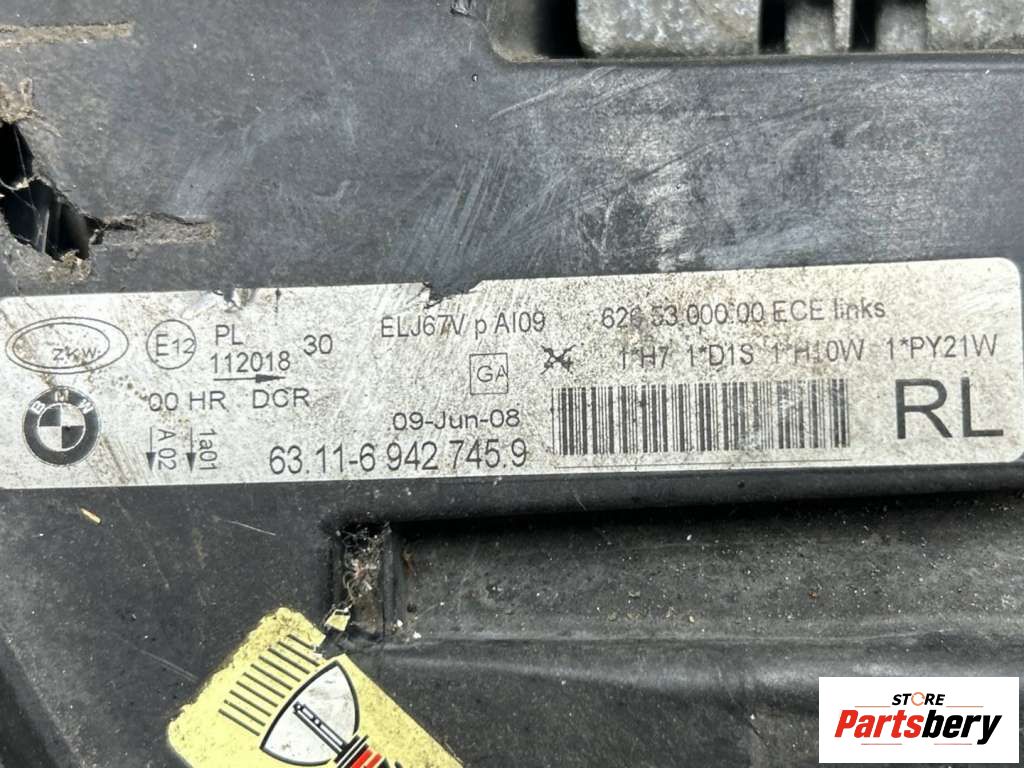 ZKW
E12
PL
112018
30
ELJ67V p AI09
626.53.000.00 ECE links
GA
1*H7 1*D1S 1*H10W 1*PY21W
00 HR DCR
RL
BMW
A 02
1a01
09-Jun-08
63.11-6 942 745.9
STORE
Partsbery